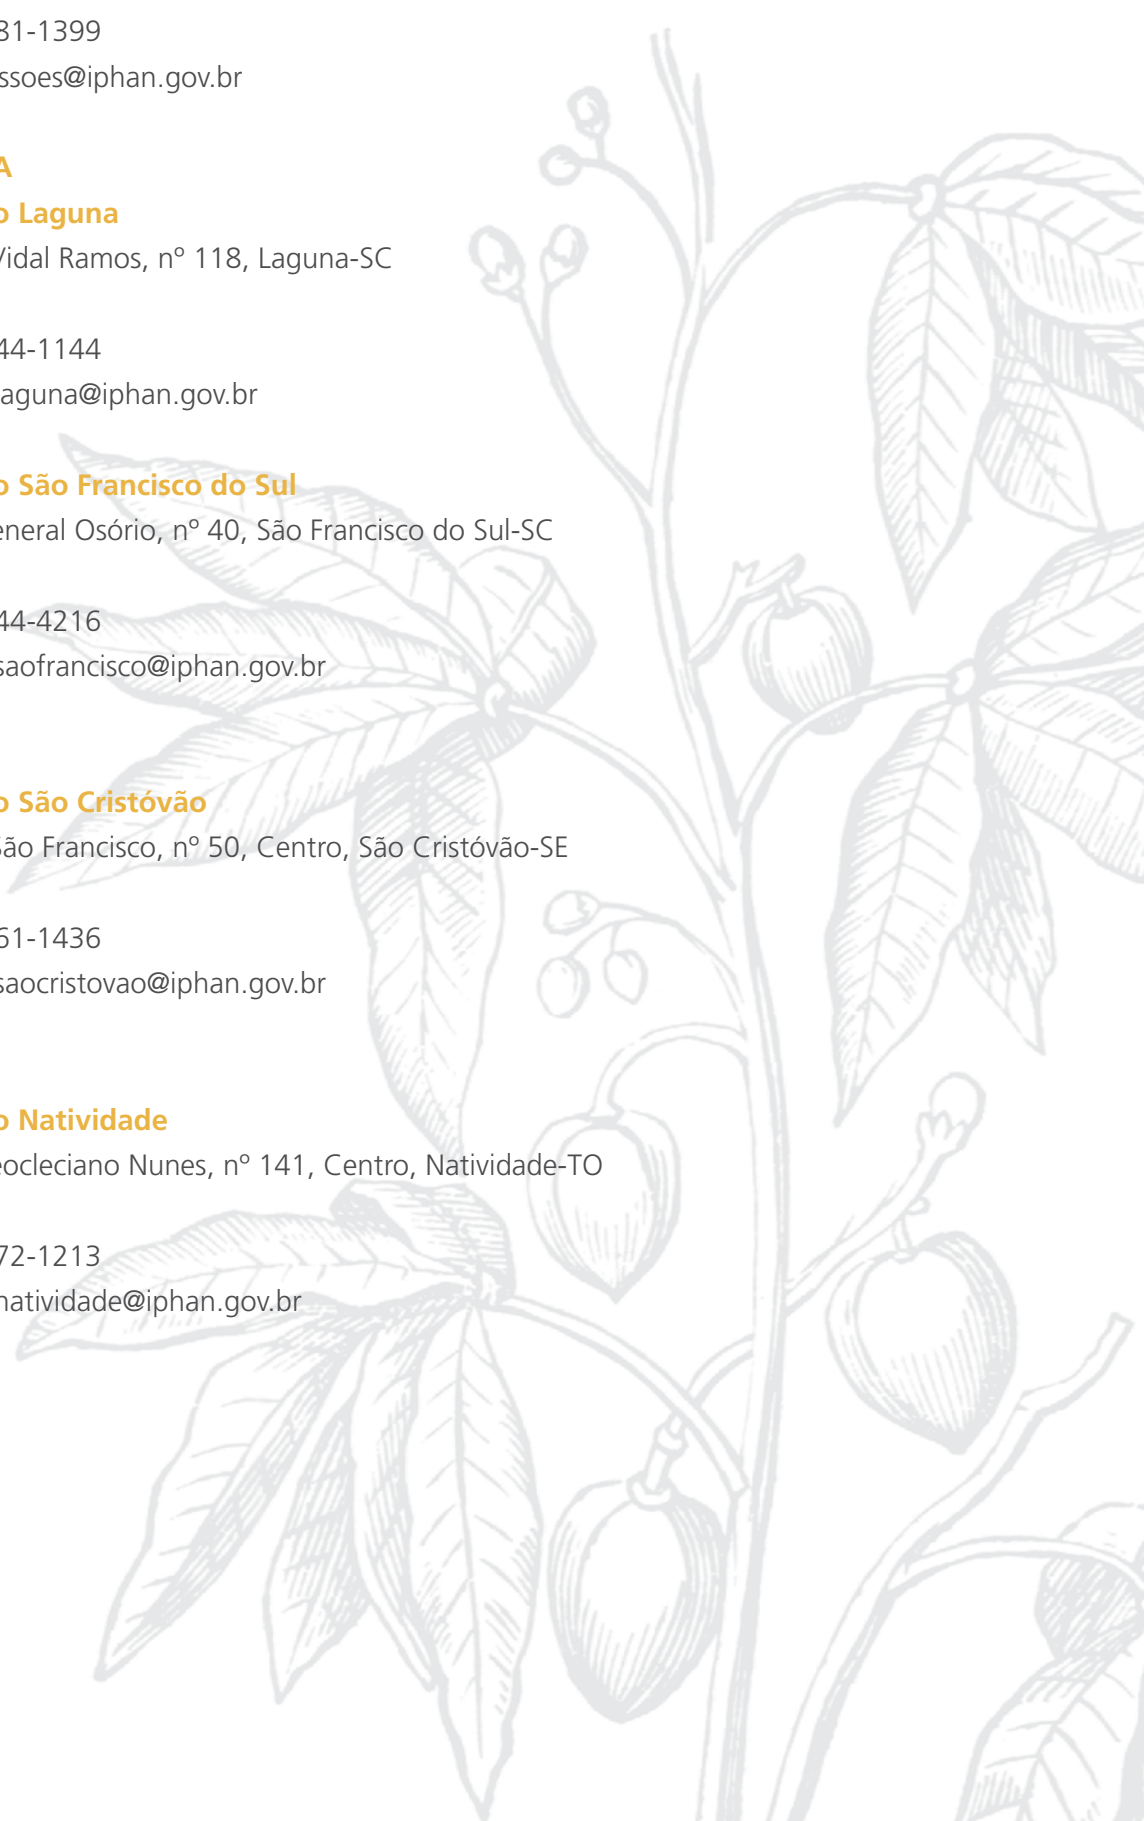 81-1399
ssoes@iphan.gov.br
A
o Laguna
Vidal Ramos, nº 118, Laguna-SC
44-1144
laguna@iphan.gov.br
o São Francisco do Sul
eneral Osório, nº 40, São Francisco do Sul-SC
44-4216
saofrancisco@iphan.gov.br
o São Cristóvão
São Francisco, nº 50, Centro, São Cristóvão-SE
61-1436
saocristovao@iphan.gov.br
o Natividade
eocleciano Nunes, nº 141, Centro, Natividade-TO
72-1213
natividade@iphan.gov.br